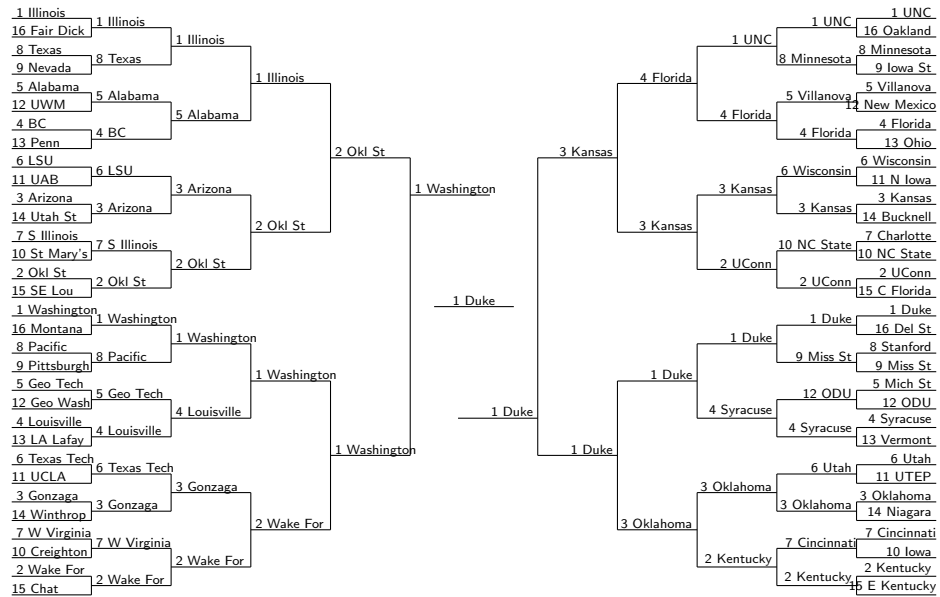 1 Illinois
16 Fair Dick
8 Texas
9 Nevada
5 Alabama
12 UWM
4 BC
13 Penn
6 LSU
11 UAB
3 Arizona
14 Utah St
7 S Illinois
10 St Mary's
2 Okl St
15 SE Lou
1 Washington
16 Montana
8 Pacific
9 Pittsburgh
5 Geo Tech
12 Geo Wash
4 Louisville
13 LA Lafay
6 Texas Tech
11 UCLA
3 Gonzaga
14 Winthrop
7 W Virginia
10 Creighton
2 Wake For
15 Chat
1 Illinois
8 Texas
5 Alabama
4 BC
6 LSU
3 Arizona
7 S Illinois
2 Okl St
1 Washington
8 Pacific
5 Geo Tech
4 Louisville
6 Texas Tech
3 Gonzaga
7 W Virginia
2 Wake For
1 Illinois
5 Alabama
3 Arizona
2 Okl St
1 Washington
4 Louisville
3 Gonzaga
2 Wake For
1 Illinois
2 Okl St
1 Washington
2 Wake For
2 Okl St
1 Washington
1 Washington
1 Duke
1 Duke
3 Kansas
1 Duke
4 Florida
3 Kansas
1 Duke
3 Oklahoma
1 UNC
4 Florida
3 Kansas
2 UConn
1 Duke
4 Syracuse
3 Oklahoma
2 Kentucky
1 UNC
8 Minnesota
5 Villanova
4 Florida
6 Wisconsin
3 Kansas
10 NC State
2 UConn
1 Duke
9 Miss St
12 ODU
4 Syracuse
6 Utah
3 Oklahoma
7 Cincinnati
2 Kentucky
1 UNC
16 Oakland
8 Minnesota
9 Iowa St
5 Villanova
12 New Mexico
4 Florida
13 Ohio
6 Wisconsin
11 N Iowa
3 Kansas
14 Bucknell
7 Charlotte
10 NC State
2 UConn
15 C Florida
1 Duke
16 Del St
8 Stanford
9 Miss St
5 Mich St
12 ODU
4 Syracuse
13 Vermont
6 Utah
11 UTEP
3 Oklahoma
14 Niagara
7 Cincinnati
10 Iowa
2 Kentucky
15 E Kentucky